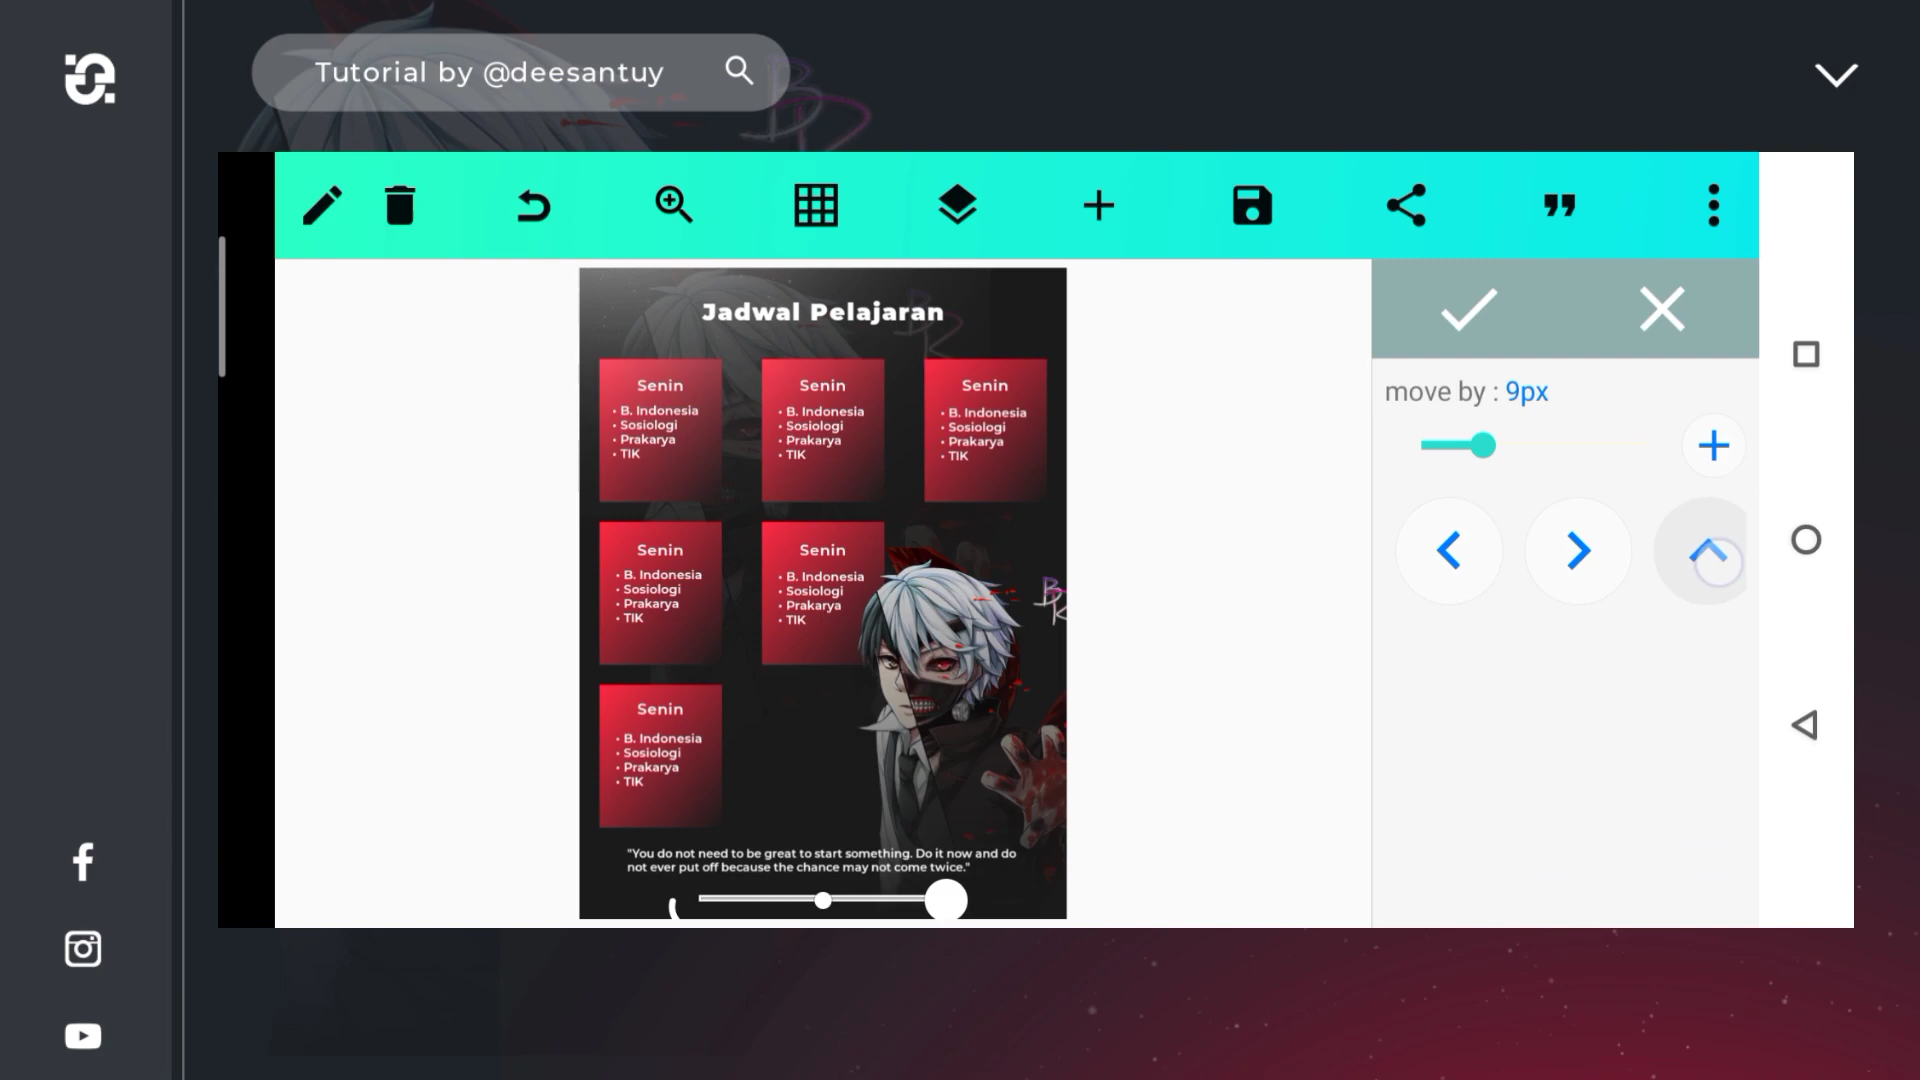 Tutorial by @deesantuy
Jadwal Pelajaran
Senin
• B. Indonesia
• Sosiologi
• Prakarya
• TIK
Senin
• B. Indonesia
• Sosiologi
• Prakarya
• TIK
Senin
• B. Indonesia
• Sosiologi
• Prakarya
• TIK
Senin
• B. Indonesia
• Sosiologi
• Prakarya
• TIK
Senin
• B. Indonesia
• Sosiologi
• Prakarya
• TIK
Senin
• B. Indonesia
• Sosiologi
• Prakarya
• TIK
"You do not need to be great to start something. Do it now and do
not ever put off because the chance may not come twice."
move by : 9px